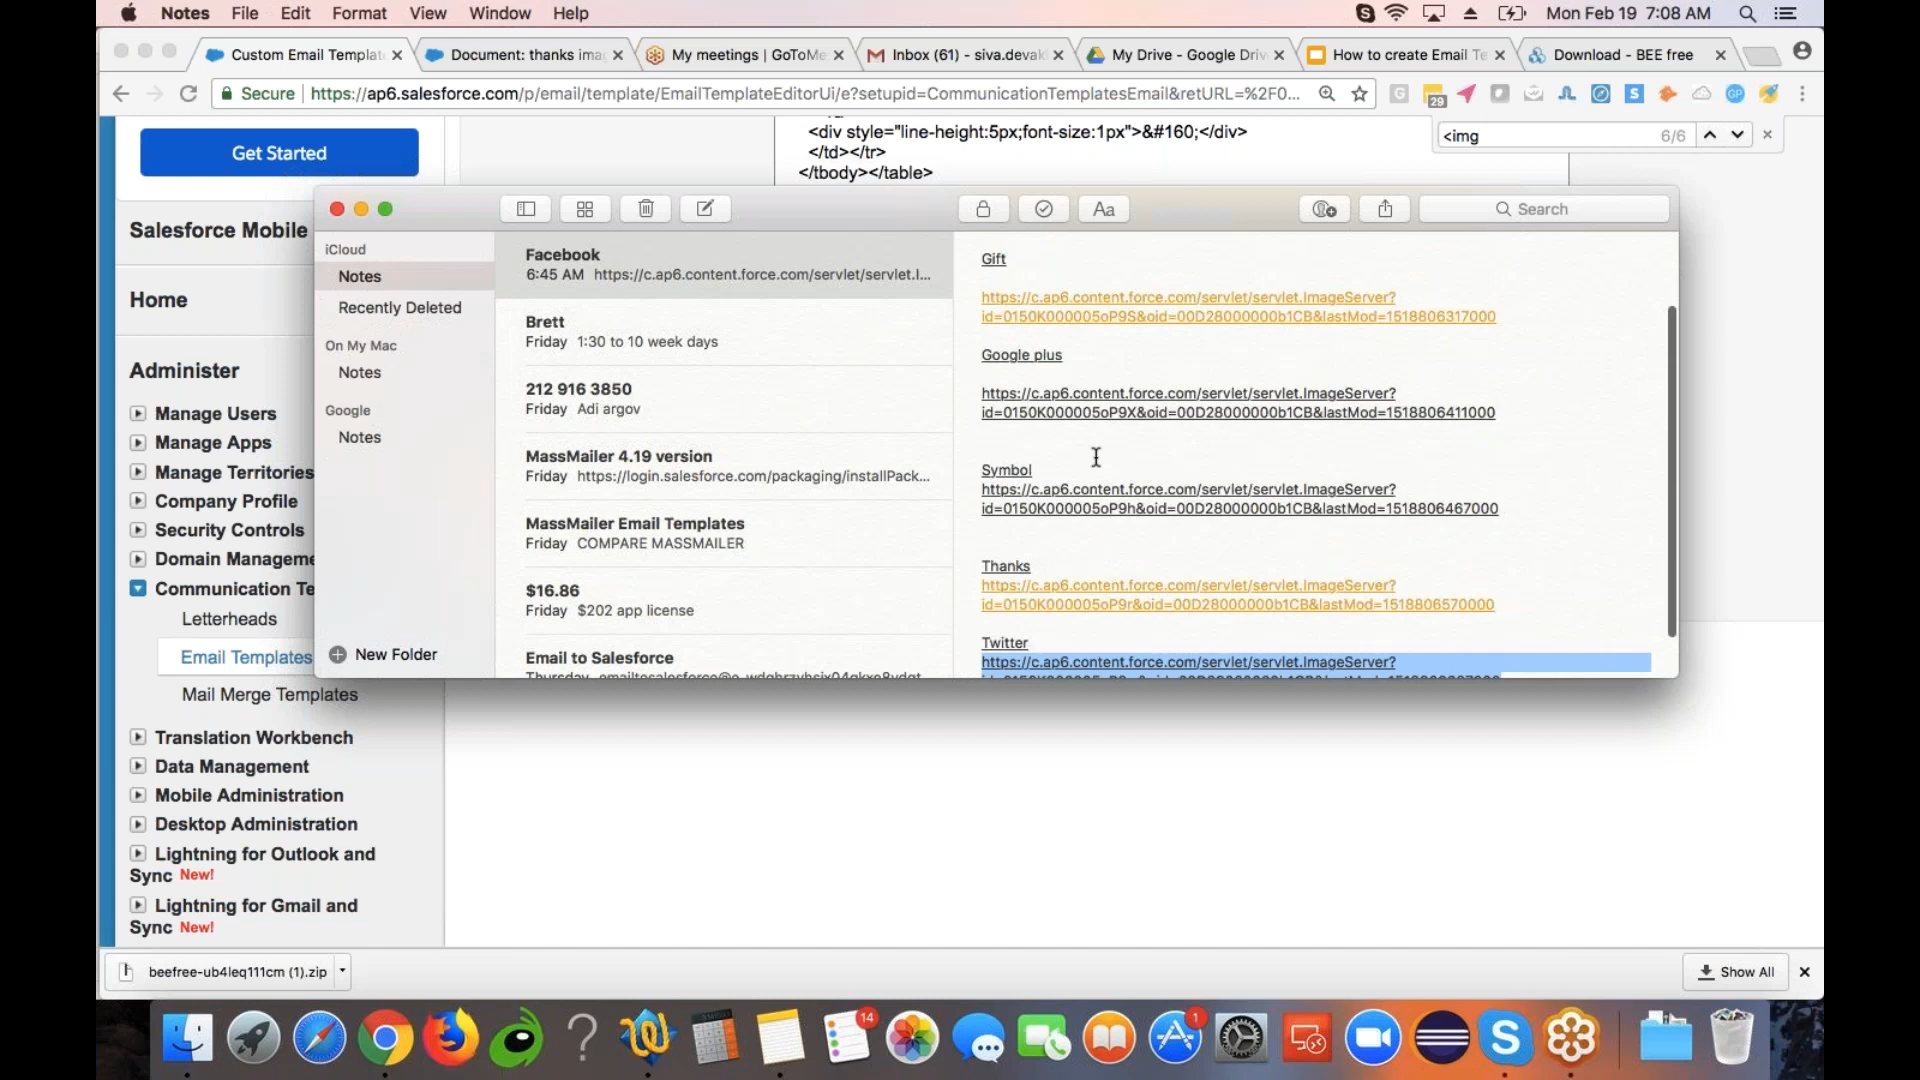 Notes File Edit Format View Window Help
Mon Feb 19 7:08 AM
Custom Email Templat
Document: thanks ima
My meetings | GoToMe
Inbox (61) - siva.devak
My Drive - Google Driv
How to create Email Te
Download - BEE free
Secure
https://ap6.salesforce.com/p/email/template/EmailTemplateEditorUi/e?setupid=CommunicationTemplatesEmail&retURL=%2F0...
G
29
S
GP
<div style="line-height:5px;font-size:1px">&#160;</div>
</td></tr>
</tbody></table>
<img
6/6
Get Started
Salesforce Mobile
Home
Administer
Manage Users
Manage Apps
Manage Territories
Company Profile
Security Controls
Domain Manageme
Communication Te
Letterheads
Email Templates
Mail Merge Templates
Translation Workbench
Data Management
Mobile Administration
Desktop Administration
Lightning for Outlook and
Sync New!
Lightning for Gmail and
Sync New!
Aa
Search
iCloud
Notes
Recently Deleted
On My Mac
Notes
Google
Notes
New Folder
Facebook
6:45 AM https://c.ap6.content.force.com/servlet/servlet.I...
Brett
Friday 1:30 to 10 week days
212 916 3850
Friday Adi argov
MassMailer 4.19 version
Friday https://login.salesforce.com/packaging/installPack...
MassMailer Email Templates
Friday COMPARE MASSMAILER
$16.86
Friday $202 app license
Email to Salesforce
Thursday
Gift
https://c.ap6.content.force.com/servlet/servlet.ImageServer?
id=0150K000005oP9S&oid=00D28000000b1CB&lastMod=1518806317000
Google plus
https://c.ap6.content.force.com/servlet/servlet.ImageServer?
id=0150K000005oP9X&oid=00D28000000b1CB&lastMod=1518806411000
Symbol
https://c.ap6.content.force.com/servlet/servlet.ImageServer?
id=0150K000005oP9h&oid=00D28000000b1CB&lastMod=1518806467000
Thanks
https://c.ap6.content.force.com/servlet/servlet.ImageServer?
id=0150K000005oP9r&oid=00D28000000b1CB&lastMod=1518806570000
Twitter
https://c.ap6.content.force.com/servlet/servlet.ImageServer?
beefree-ub4leq111cm (1).zip
Show All
14
1